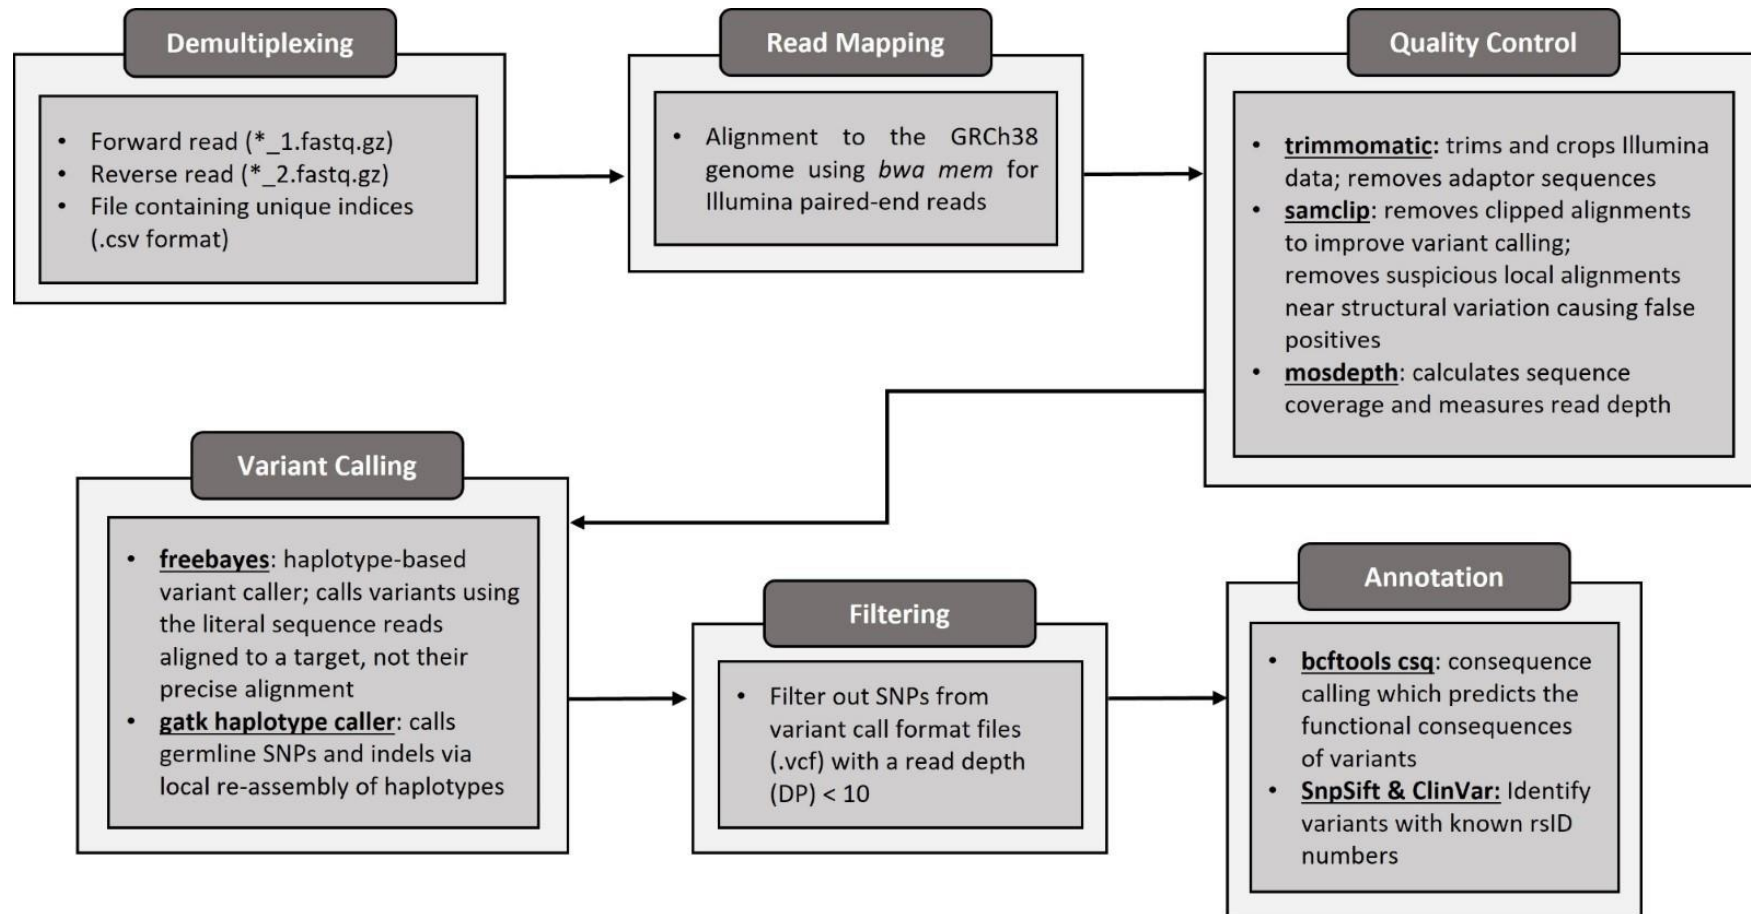 Demultiplexing
• Forward read (*_1.fastq.gz)
• Reverse read (*_2.fastq.gz)
• File containing unique indices
(.csv format)
Read Mapping
• Alignment to the GRCh38
genome using bwa mem for
Illumina paired-end reads
Quality Control
• trimmomatic: trims and crops Illumina
data; removes adaptor sequences
• samclip: removes clipped alignments
to improve variant calling;
removes suspicious local alignments
near structural variation causing false
positives
• mosdepth: calculates sequence
coverage and measures read depth
Variant Calling
• freebayes: haplotype-based
variant caller; calls variants using
the literal sequence reads
aligned to a target, not their
precise alignment
• gatk haplotype caller: calls
germline SNPs and indels via
local re-assembly of haplotypes
Filtering
• Filter out SNPs from
variant call format files
(.vcf) with a read depth
(DP) < 10
Annotation
• bcftools csq: consequence
calling which predicts the
functional consequences
of variants
• SnpSift & ClinVar: Identify
variants with known rsID
numbers